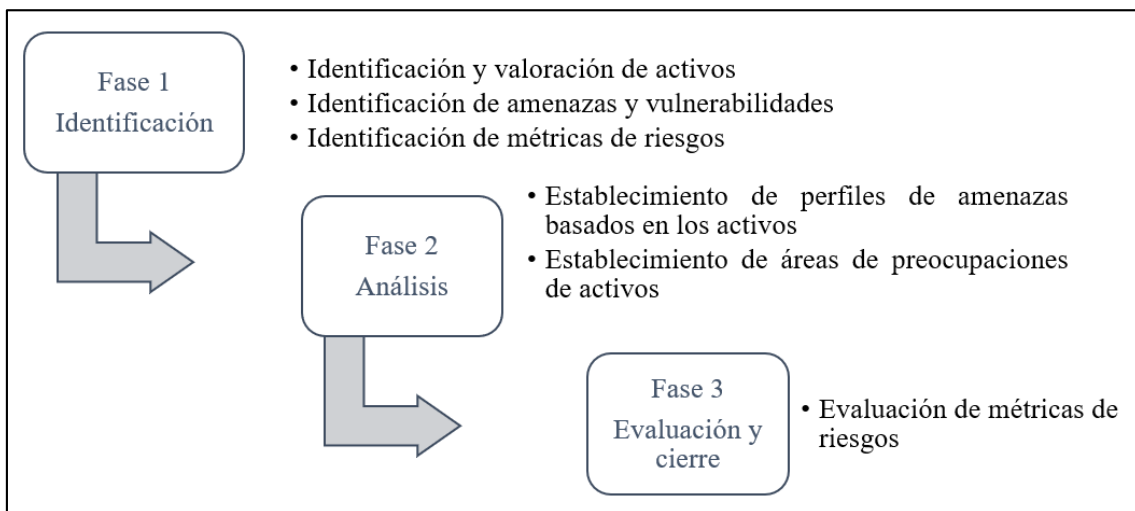 Fase 1
Identificación
• Identificación y valoración de activos
• Identificación de amenazas y vulnerabilidades
• Identificación de métricas de riesgos
Fase 2
Análisis
• Establecimiento de perfiles de amenazas
basados en los activos
• Establecimiento de áreas de preocupaciones
de activos
Fase 3
Evaluación y
cierre
• Evaluación de métricas de
riesgos